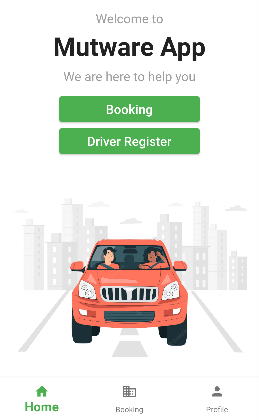 Welcome to
Mutware App
We are here to help you
Booking
Driver Register
Home
Booking
Profile